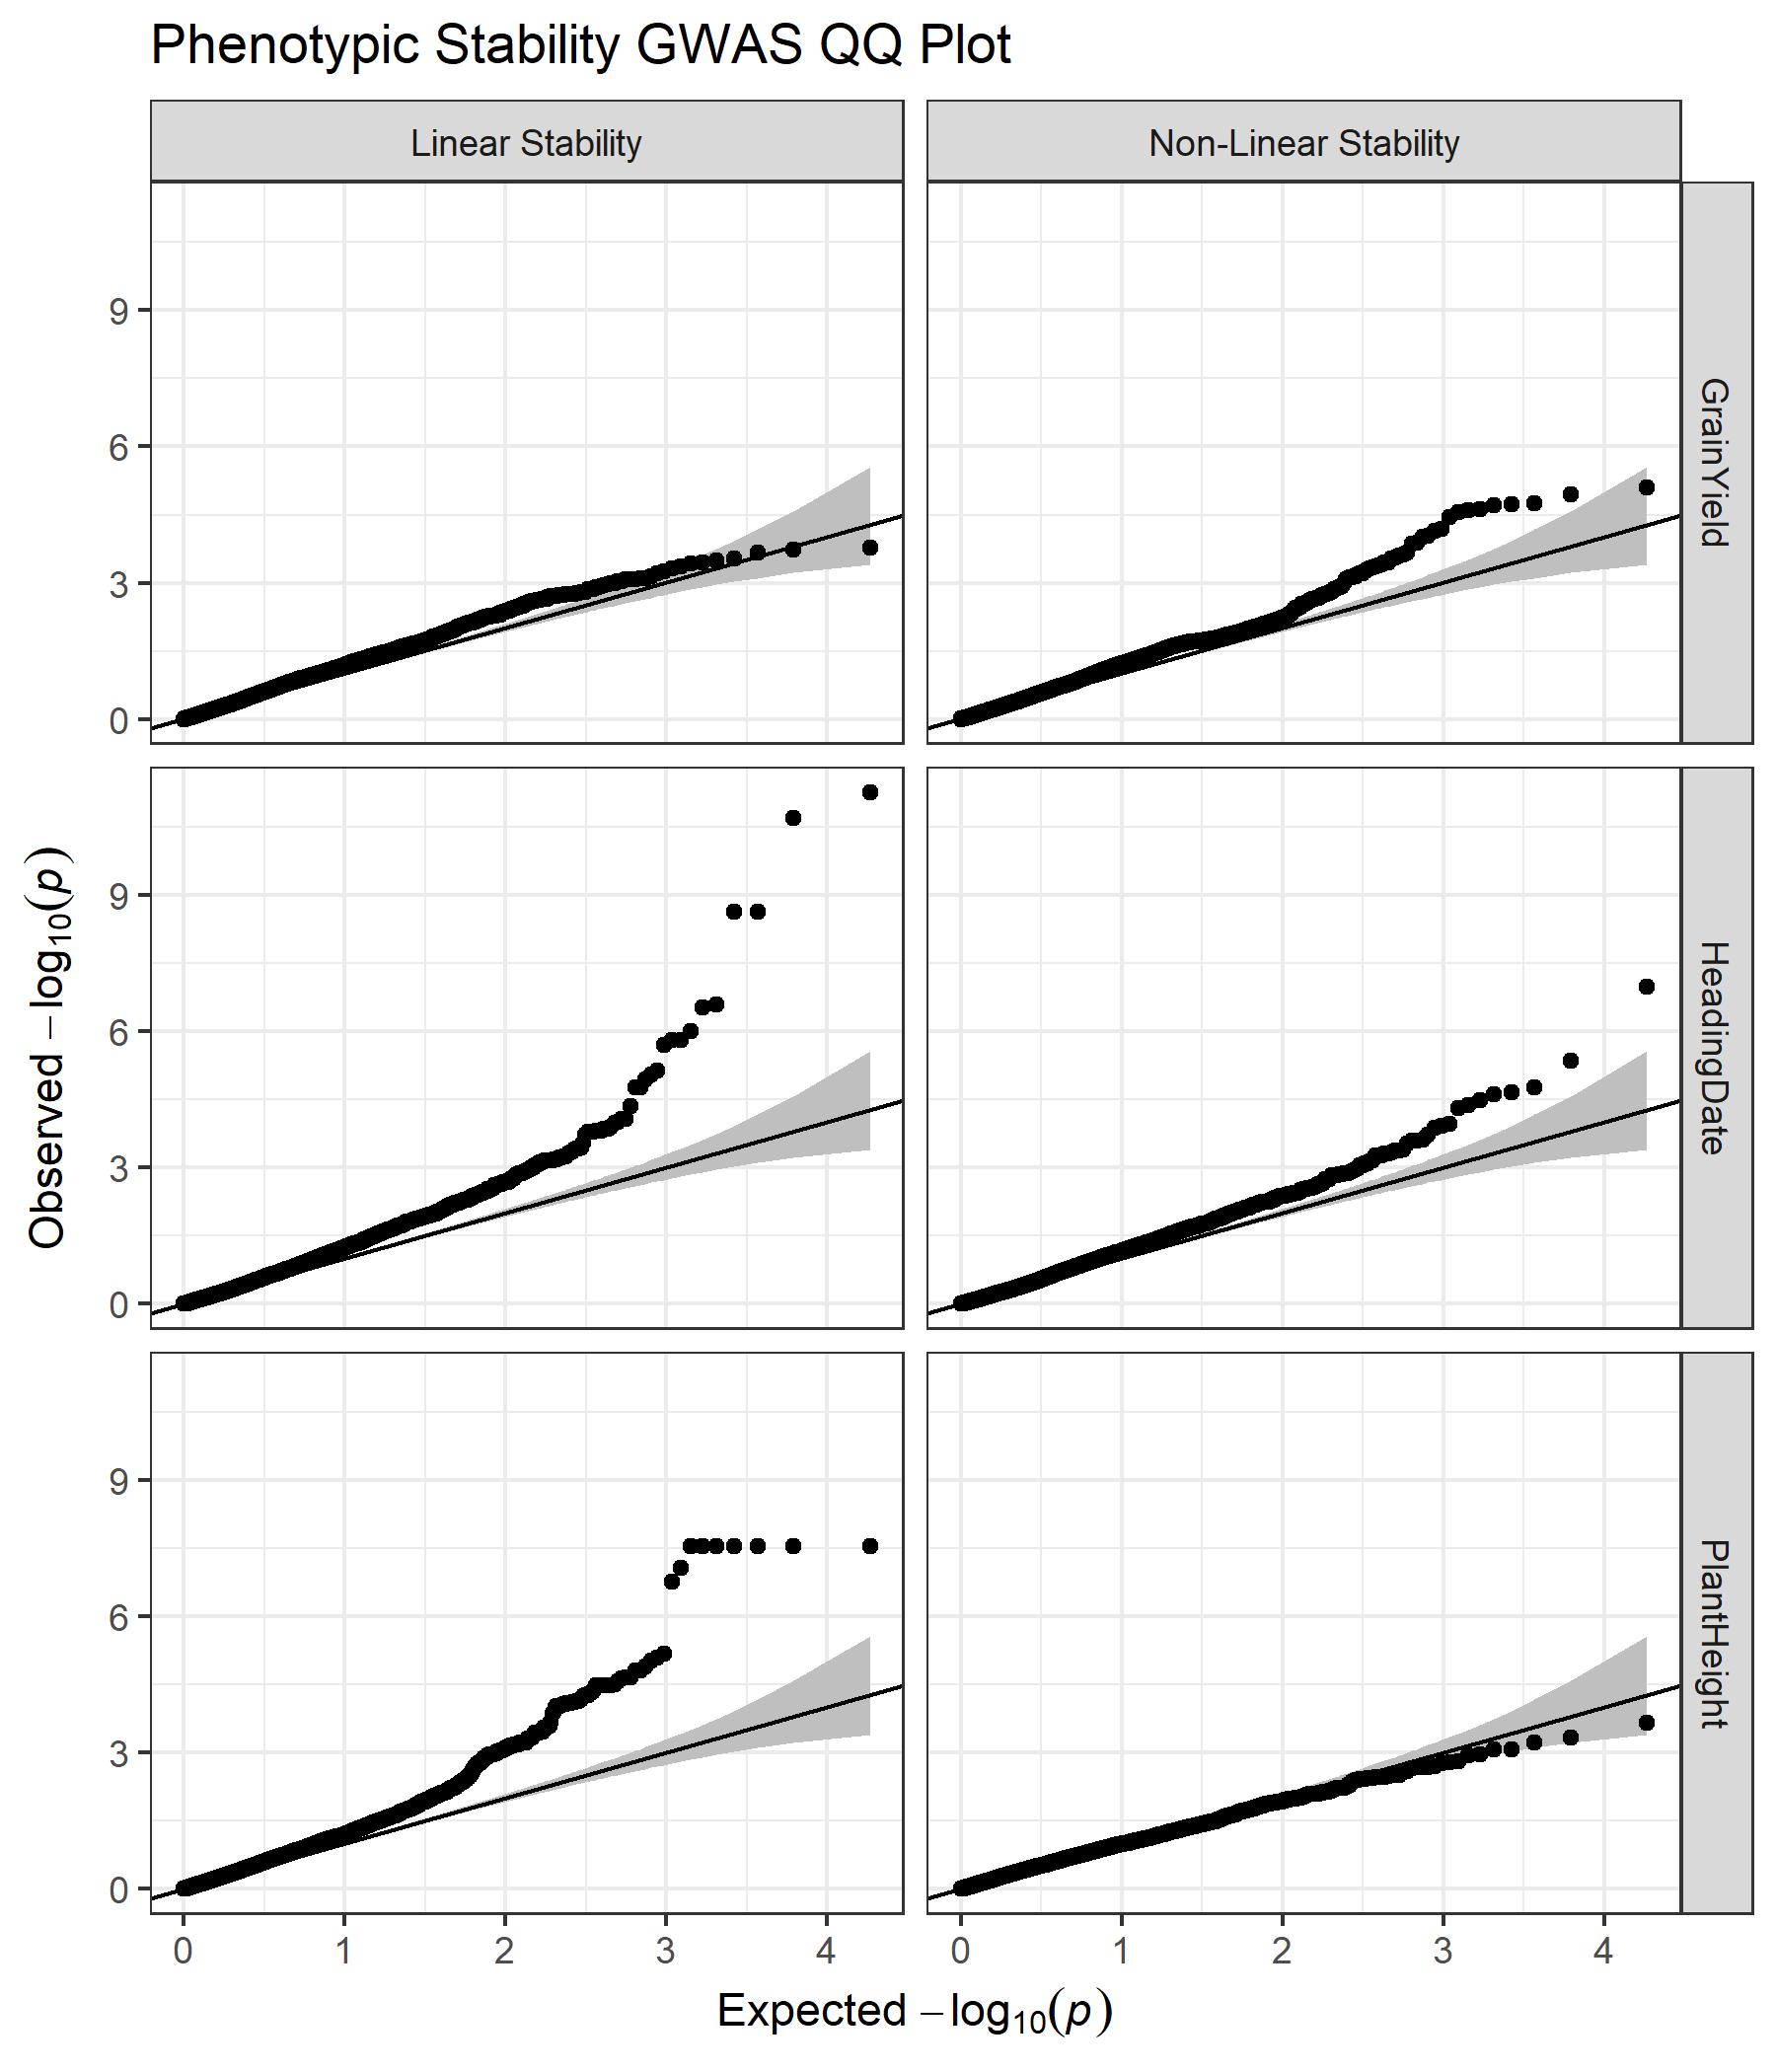 Phenotypic Stability GWAS QQ Plot
Linear Stability
Non-Linear Stability
9
6
3
0
GrainYield
Observed −log₁₀(p)
9
6
3
0
HeadingDate
9
6
3
0
PlantHeight
0 1 2 3 4
0 1 2 3 4
Expected −log₁₀(p)